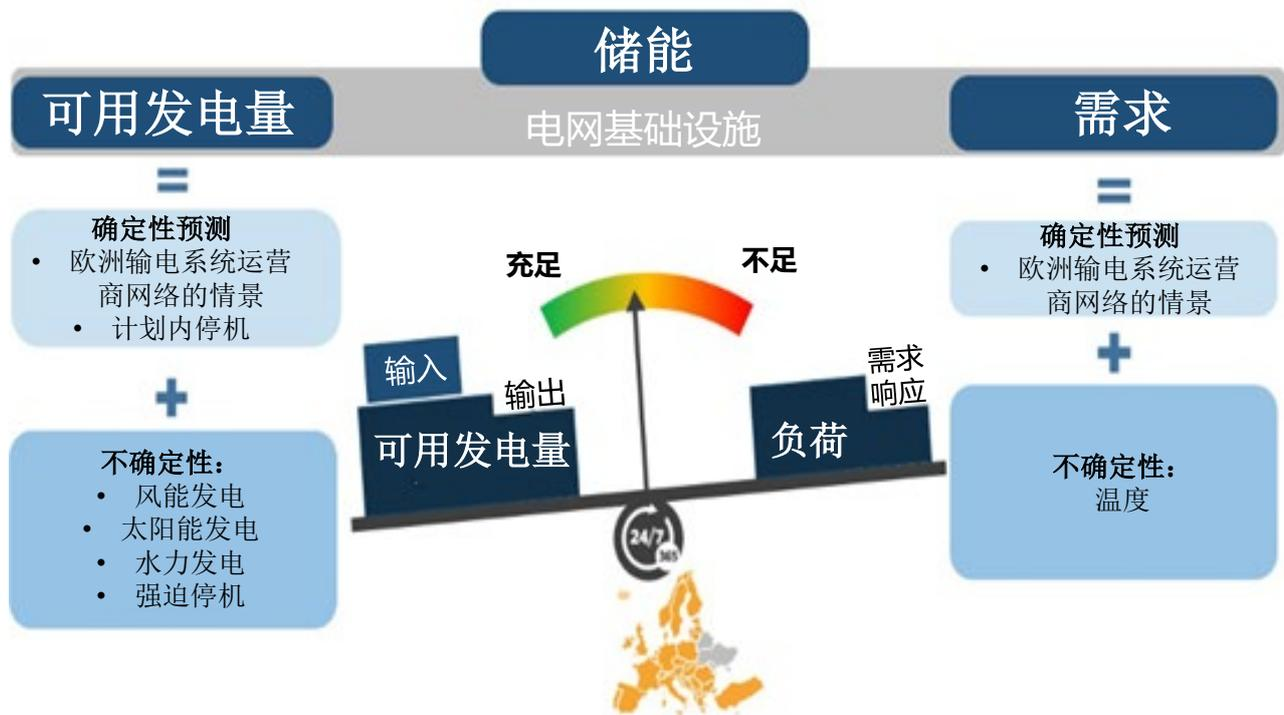 储能
可用发电量
电网基础设施
需求
=
确定性预测
• 欧洲输电系统运营
商网络的情景
• 计划内停机
+
不确定性：
• 风能发电
• 太阳能发电
• 水力发电
• 强迫停机
充足
不足
输入
输出
可用发电量
需求
响应
负荷
24/7
365
=
确定性预测
• 欧洲输电系统运营
商网络的情景
+
不确定性：
温度